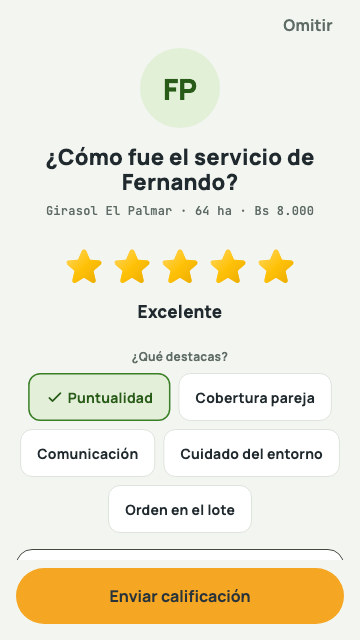 Omitir
FP
¿Cómo fue el servicio de
Fernando?
Girasol El Palmar · 64 ha · Bs 8.000
Excelente
¿Qué destacas?
Puntualidad
Cobertura pareja
Comunicación
Cuidado del entorno
Orden en el lote
Enviar calificación